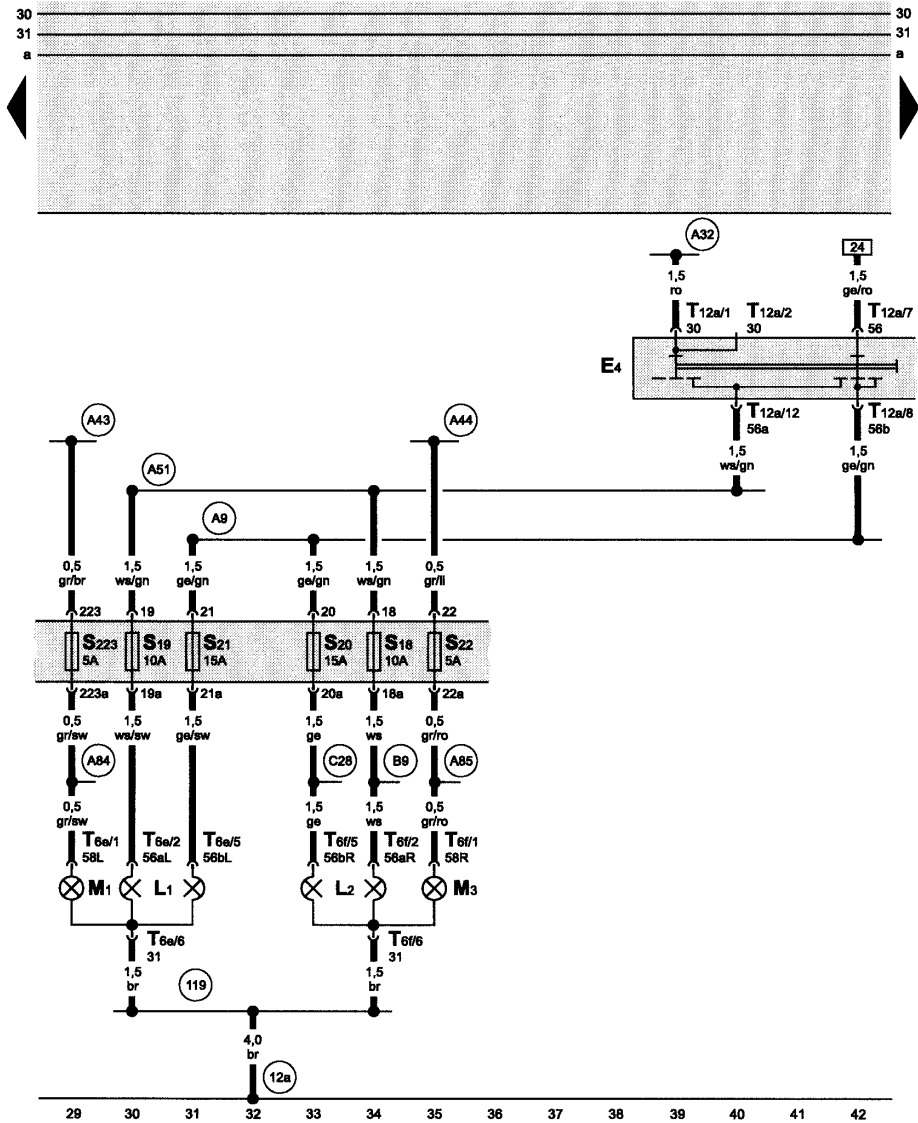 30 30
31 31
a a
A32 24
1,5 1,5
ro ge/ro
T12a/1 T12a/2 T12a/7
30 30 56
E4
A43 A44 T12a/12 T12a/8
56a 56b
1,5 1,5
ws/gn ge/gn
A51
A9
0,5 1,5 1,5 1,5 1,5 0,5
gr/br ws/gn ge/gn ge/gn ws/gn gr/li
223 19 21 20 18 22
S223 S19 S21 S20 S18 S22
5A 10A 15A 15A 10A 5A
223a 19a 21a 20a 18a 22a
0,5 1,5 1,5 1,5 1,5 0,5
gr/sw ws/sw ge/sw ge ws gr/ro
A84 C28 B9 A85
0,5 1,5 1,5 0,5
gr/sw ge ws gr/ro
T6e/1 T6e/2 T6e/5 T6f/5 T6f/2 T6f/1
58L 56aL 56bL 56bR 56aR 58R
M1 L1 L2 M3
T6e/6 T6f/6
31 31
1,5 1,5
br br
119
4,0
br
12a
29 30 31 32 33 34 35 36 37 38 39 40 41 42